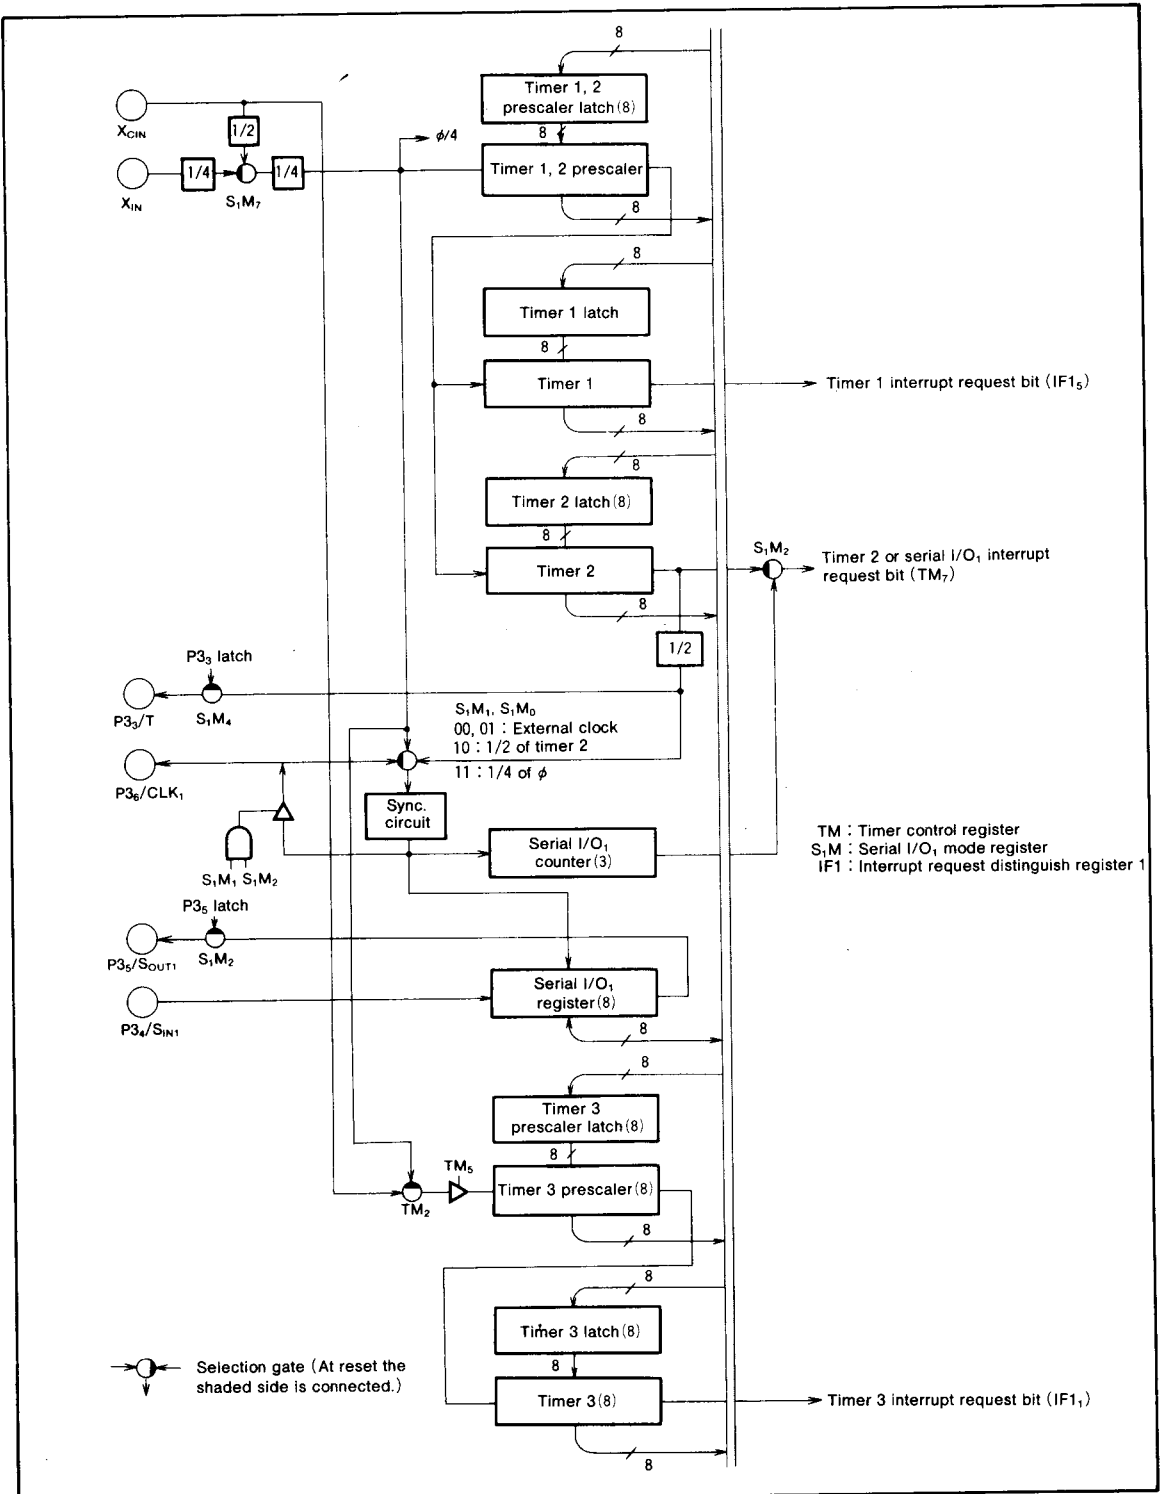 8
Timer 1, 2
prescaler latch(8)
8
X_CIN
1/2
ϕ/4
1/4
1/4
Timer 1, 2 prescaler
X_IN
S₁M₇
8
8
Timer 1 latch
8
Timer 1
Timer 1 interrupt request bit (IF1₅)
8
8
Timer 2 latch(8)
8
S₁M₂
Timer 2
Timer 2 or serial I/O₁ interrupt
request bit (TM₇)
8
1/2
P3₃ latch
P3₃/T
S₁M₄
S₁M₁, S₁M₀
00, 01 : External clock
10 : 1/2 of timer 2
11 : 1/4 of ϕ
P3₆/CLK₁
Sync.
circuit
S₁M₁ S₁M₂
Serial I/O₁
counter(3)
TM : Timer control register
S₁M : Serial I/O₁ mode register
IF1 : Interrupt request distinguish register 1
P3₅ latch
P3₅/S_OUT1
S₁M₂
Serial I/O₁
register(8)
P3₄/S_IN1
8
8
Timer 3
prescaler latch(8)
8
TM₅
Timer 3 prescaler(8)
TM₂
8
8
Timer 3 latch(8)
8
Selection gate (At reset the
shaded side is connected.)
Timer 3(8)
Timer 3 interrupt request bit (IF1₁)
8